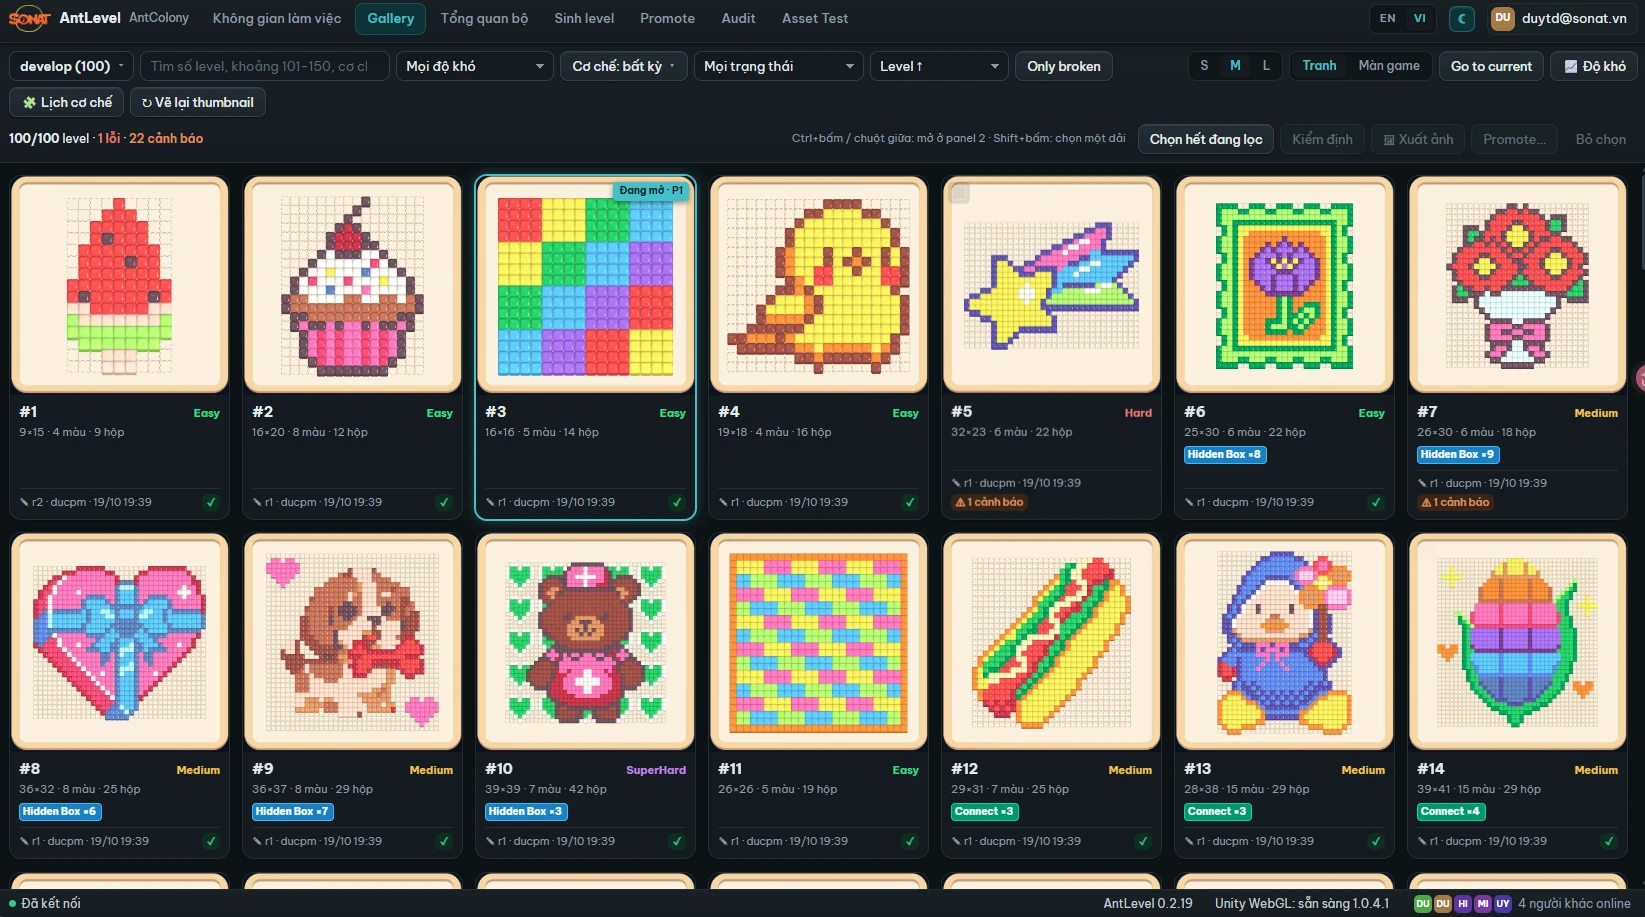 SONAT AntLevel AntColony Không gian làm việc Gallery Tổng quan bộ Sinh level Promote Audit Asset Test EN VI DU duytd@sonat.vn
develop (100) Tìm số level, khoảng 101-150, cơ cl Mọi độ khó Cơ chế: bất kỳ Mọi trạng thái Level ↑ Only broken S M L Tranh Màn game Go to current Độ khó
Lịch cơ chế ↻ Vẽ lại thumbnail
100/100 level · 1 lỗi · 22 cảnh báo Ctrl+bấm / chuột giữa: mở ở panel 2 · Shift+bấm: chọn một dải Chọn hết đang lọc Kiểm định Xuất ảnh Promote... Bỏ chọn
Đang mở · P1
#1 Easy #2 Easy #3 Easy #4 Easy #5 Hard #6 Easy #7 Medium
9×15 · 4 màu · 9 hộp 16×20 · 8 màu · 12 hộp 16×16 · 5 màu · 14 hộp 19×18 · 4 màu · 16 hộp 32×23 · 6 màu · 22 hộp 25×30 · 6 màu · 22 hộp 26×30 · 6 màu · 18 hộp
Hidden Box ×8 Hidden Box ×9
r1 · ducpm · 19/10 19:39 r1 · ducpm · 19/10 19:39
r2 · ducpm · 19/10 19:39 ✓ r1 · ducpm · 19/10 19:39 ✓ r1 · ducpm · 19/10 19:39 ✓ r1 · ducpm · 19/10 19:39 ✓ ⚠ 1 cảnh báo r1 · ducpm · 19/10 19:39 ✓ ⚠ 1 cảnh báo
#8 Medium #9 Medium #10 SuperHard #11 Easy #12 Medium #13 Medium #14 Medium
36×32 · 8 màu · 25 hộp 36×37 · 8 màu · 29 hộp 39×39 · 7 màu · 42 hộp 26×26 · 5 màu · 19 hộp 29×31 · 7 màu · 25 hộp 28×38 · 15 màu · 29 hộp 39×41 · 15 màu · 29 hộp
Hidden Box ×6 Hidden Box ×7 Hidden Box ×3 Connect ×3 Connect ×3 Connect ×4
r1 · ducpm · 19/10 19:39 ✓ r1 · ducpm · 19/10 19:39 ✓ r1 · ducpm · 19/10 19:39 ✓ r1 · ducpm · 19/10 19:39 ✓ r1 · ducpm · 19/10 19:39 ✓ r1 · ducpm · 19/10 19:39 ✓ r1 · ducpm · 19/10 19:39 ✓
Đã kết nối AntLevel 0.2.19 Unity WebGL: sẵn sàng 1.0.4.1 DU DU HI MI UY 4 người khác online